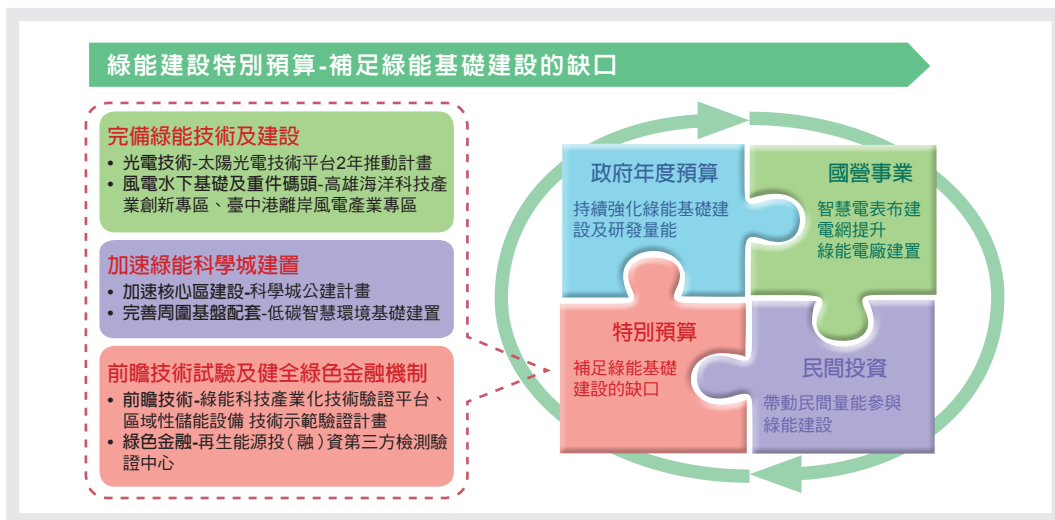 綠能建設特別預算-補足綠能基礎建設的缺口
完備綠能技術及建設
• 光電技術-太陽光電技術平台2年推動計畫
• 風電水下基礎及重件碼頭-高雄海洋科技產
業創新專區、臺中港離岸風電產業專區
加速綠能科學城建置
• 加速核心區建設-科學城公建計畫
• 完善周圍基盤配套-低碳智慧環境基礎建置
前瞻技術試驗及健全綠色金融機制
• 前瞻技術-綠能科技產業化技術驗證平台、
區域性儲能設備 技術示範驗證計畫
• 綠色金融-再生能源投（融）資第三方檢測驗
證中心
政府年度預算
持續強化綠能基礎建
設及研發量能
國營事業
智慧電表布建
電網提升
綠能電廠建置
特別預算
補足綠能基礎
建設的缺口
民間投資
帶動民間量能參與
綠能建設